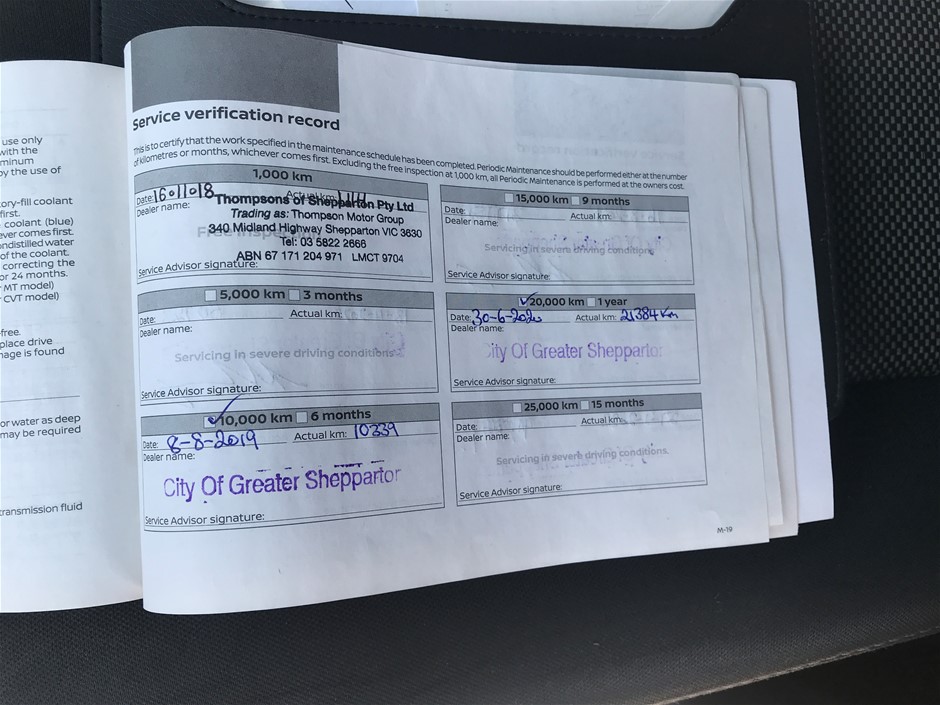 use only
with the
minum
by the use of
ory-fill coolant
first.
coolant (blue)
ever comes first.
ndistilled water
of the coolant.
correcting the
or 24 months.
MT model)
CVT model)
free.
place drive
nage is found
or water as deep
may be required
transmission fluid
Service verification record
This is to certify that the work specified in the maintenance schedule has been completed. Periodic Maintenance should be performed either at the number
of kilometres or months, whichever comes first. Excluding the free inspection at 1,000 km, all Periodic Maintenance is performed at the owners cost.
1,000 km
Date: Actual km:
Dealer name:
Thompsons of Shepparton Pty Ltd
Trading as: Thompson Motor Group
340 Midland Highway Shepparton VIC 3630
Tel: 03 5822 2666
ABN 67 171 204 971 LMCT 9704
Service Advisor signature:
5,000 km 3 months
Date: Actual km:
Dealer name:
Servicing in severe driving conditions.
Service Advisor signature:
10,000 km 6 months
Date: 8-8-2019 Actual km: 10339
Dealer name:
City Of Greater Shepparton
Service Advisor signature:
15,000 km 9 months
Date: Actual km:
Dealer name:
Servicing in severe driving conditions.
Service Advisor signature:
20,000 km 1 year
Date: 30-6-2020 Actual km: 21384 Km
Dealer name:
City Of Greater Shepparton
Service Advisor signature:
25,000 km 15 months
Date: Actual km:
Dealer name:
Servicing in severe driving conditions.
Service Advisor signature:
M-19